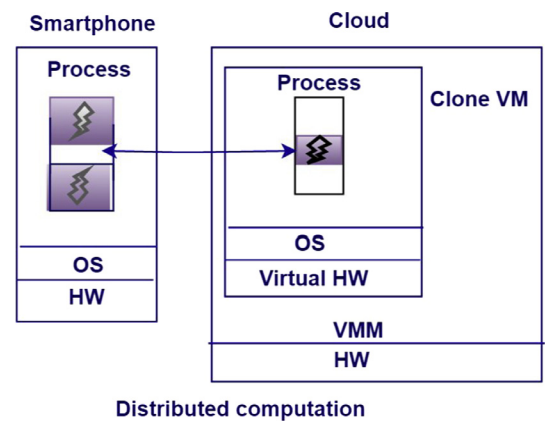 Smartphone
Cloud
Process
Process
Clone VM
OS
HW
OS
Virtual HW
VMM
HW
Distributed computation